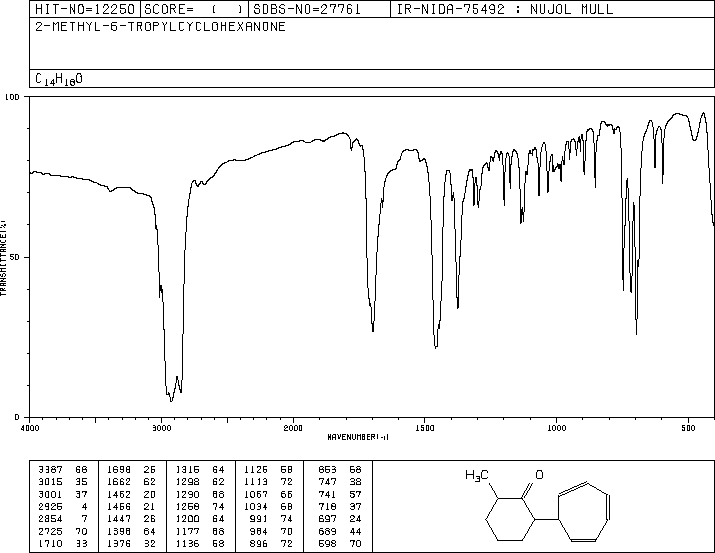 HIT-NO=12250 SCORE= ( ) SDBS-NO=27761 IR-NIDA-75492 : NUJOL MULL
2-METHYL-6-TROPYLCYCLOHEXANONE
C14H18O
100
50
0
TRANSMITTANCE(%)
4000 3000 2000 1500 1000 500
WAVENUMBER(-1)
3387 68 1698 26 1315 64 1125 58 853 68
3015 35 1662 62 1298 62 1113 72 747 38
3001 37 1462 20 1290 68 1067 66 741 57
2925 4 1456 21 1258 74 1034 68 718 37
2854 7 1447 26 1200 64 991 74 697 24
2725 70 1398 64 1177 68 984 70 689 44
1710 33 1376 32 1136 58 896 72 598 70
H3C O